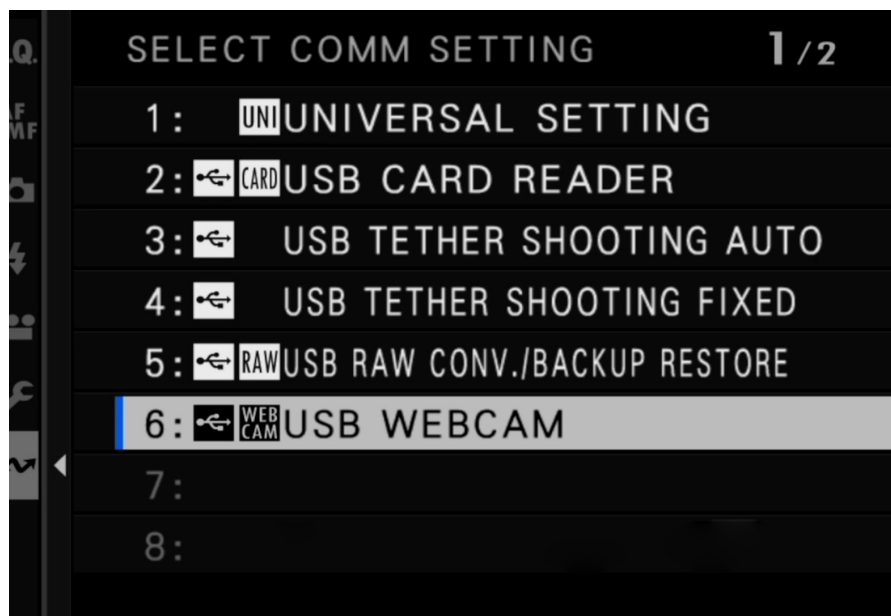 SELECT COMM SETTING 1/2
1: UNI UNIVERSAL SETTING
2: CARD USB CARD READER
3: USB TETHER SHOOTING AUTO
4: USB TETHER SHOOTING FIXED
5: RAW USB RAW CONV./BACKUP RESTORE
6: WEB CAM USB WEBCAM
7:
8:
.Q.
AF
MF